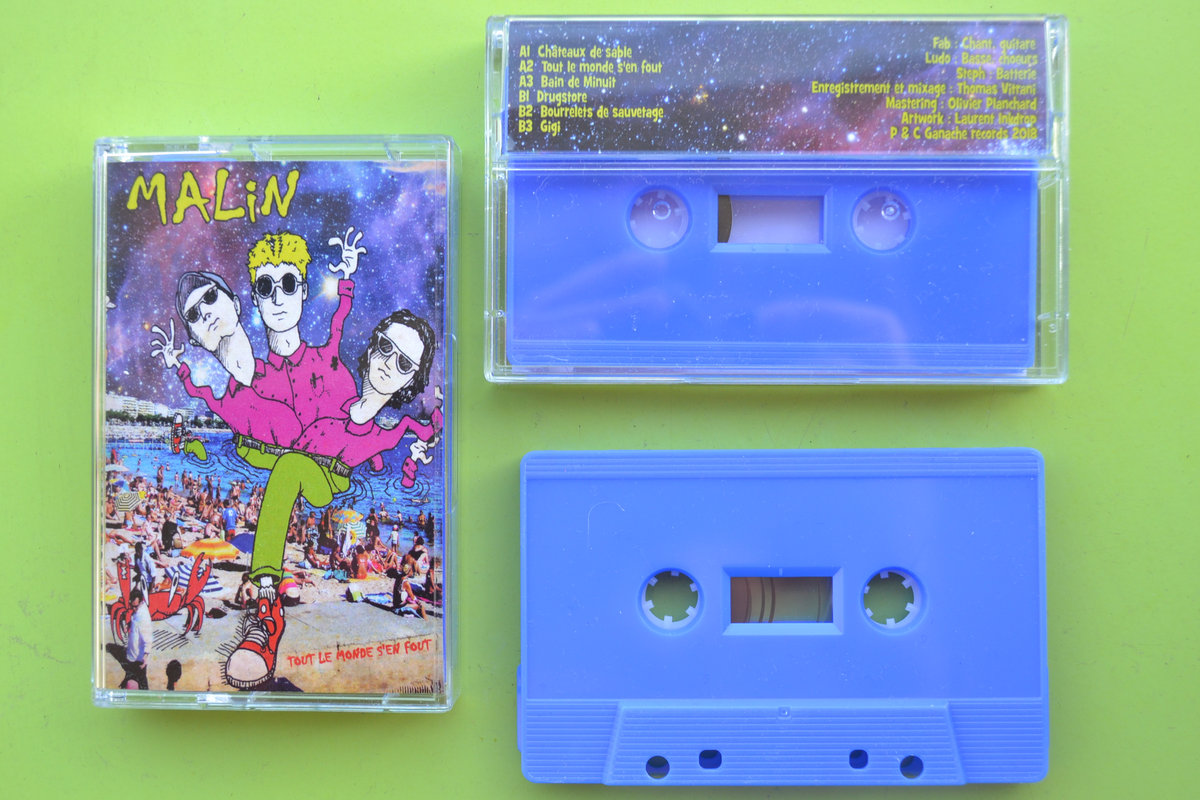 MALiN
TOUT LE MONDE S'EN FOUT
A1 Châteaux de sable
A2 Tout le monde s'en fout
A3 Bain de Minuit
B1 Drugstore
B2 Bourrelets de sauvetage
B3 Gigi
Fab : Chant, guitare
Ludo : Basse, choeurs
Steph : Batterie
Enregistrement et mixage : Thomas Vittani
Mastering : Olivier Planchard
Artwork : Laurent Inkdrop
P & C Ganache records 2018